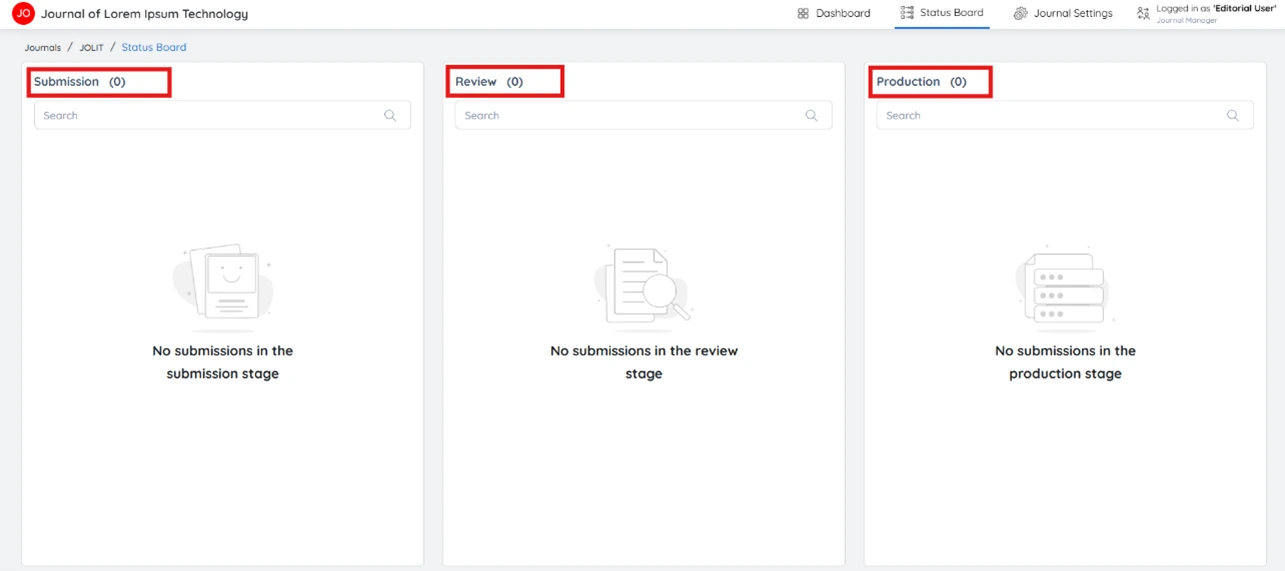 JO Journal of Lorem Ipsum Technology
Dashboard
Status Board
Journal Settings
Logged in as 'Editorial User'
Journal Manager
Journals / JOLIT / Status Board
Submission (0)
Search
No submissions in the
submission stage
Review (0)
Search
No submissions in the review
stage
Production (0)
Search
No submissions in the
production stage